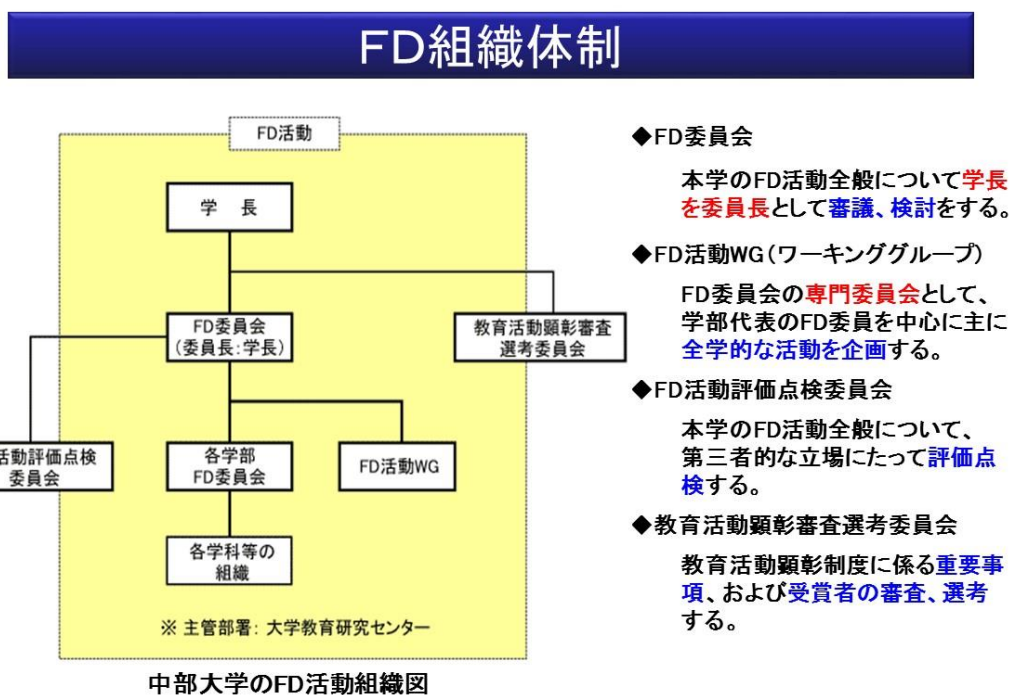 FD組織体制
FD活動
学　長
FD委員会
(委員長:学長)
教育活動顕彰審査
選考委員会
活動評価点検
委員会
各学部
FD委員会
FD活動WG
各学科等の
組織
※ 主管部署: 大学教育研究センター
中部大学のFD活動組織図
◆FD委員会
本学のFD活動全般について学長
を委員長として審議、検討をする。
◆FD活動WG(ワーキンググループ)
FD委員会の専門委員会として、
学部代表のFD委員を中心に主に
全学的な活動を企画する。
◆FD活動評価点検委員会
本学のFD活動全般について、
第三者的な立場にたって評価点
検する。
◆教育活動顕彰審査選考委員会
教育活動顕彰制度に係る重要事
項、および受賞者の審査、選考
する。